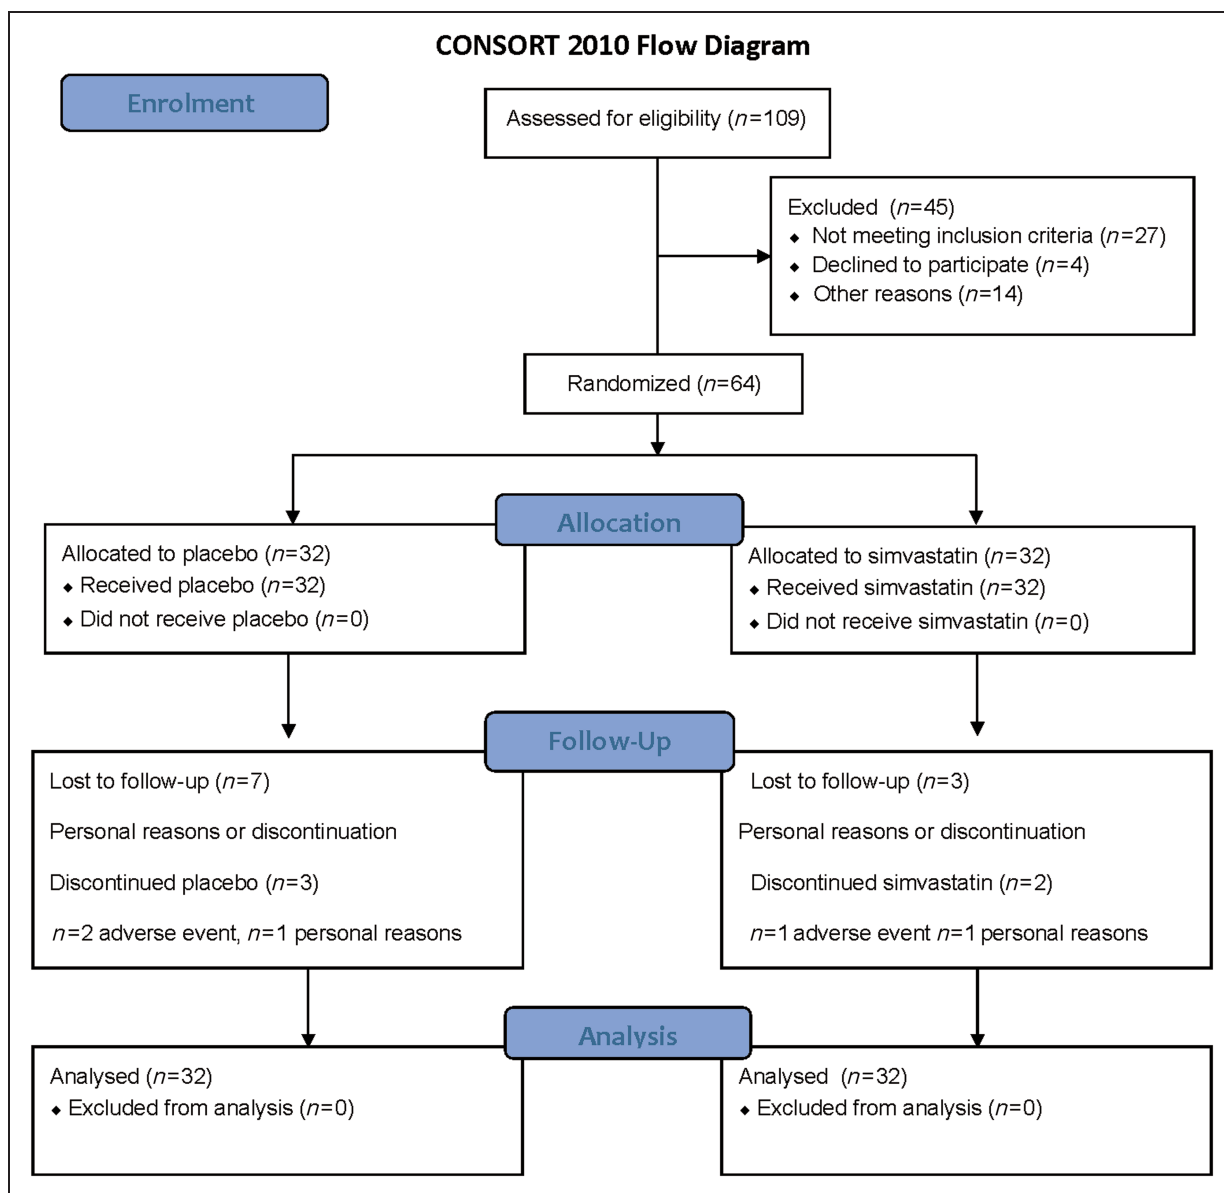 CONSORT 2010 Flow Diagram
Enrolment
Assessed for eligibility (n=109)
Excluded (n=45)
◆ Not meeting inclusion criteria (n=27)
◆ Declined to participate (n=4)
◆ Other reasons (n=14)
Randomized (n=64)
Allocation
Allocated to placebo (n=32)
◆ Received placebo (n=32)
◆ Did not receive placebo (n=0)
Allocated to simvastatin (n=32)
◆ Received simvastatin (n=32)
◆ Did not receive simvastatin (n=0)
Follow-Up
Lost to follow-up (n=7)
Personal reasons or discontinuation
Discontinued placebo (n=3)
n=2 adverse event, n=1 personal reasons
Lost to follow-up (n=3)
Personal reasons or discontinuation
Discontinued simvastatin (n=2)
n=1 adverse event n=1 personal reasons
Analysis
Analysed (n=32)
◆ Excluded from analysis (n=0)
Analysed (n=32)
◆ Excluded from analysis (n=0)